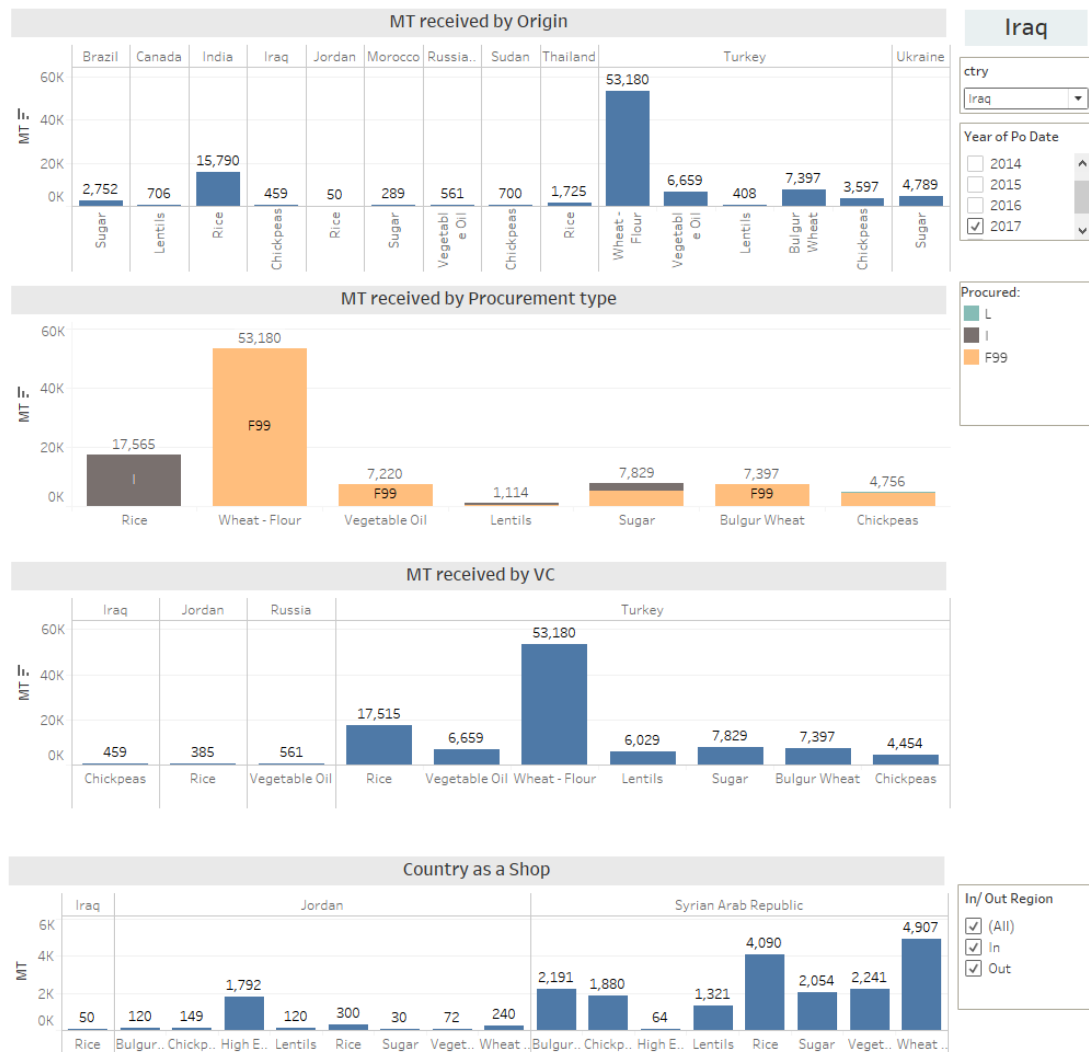 MT received by Origin
Iraq
Brazil Canada India Iraq Jordan Morocco Russia.. Sudan Thailand Turkey Ukraine
ctry
Iraq
60K
40K
20K
0K
MT
2,752 706 15,790 459 50 289 561 700 1,725 53,180 6,659 408 7,397 3,597 4,789
Sugar Lentils Rice Chickpeas Rice Sugar Vegetabl e Oil Chickpeas Rice Wheat - Flour Vegetabl e Oil Lentils Bulgur Wheat Chickpeas Sugar
Year of Po Date
2014
2015
2016
2017
MT received by Procurement type
Procured:
L
I
F99
60K
40K
20K
0K
MT
17,565 53,180 7,220 1,114 7,829 7,397 4,756
I F99 F99 F99
Rice Wheat - Flour Vegetable Oil Lentils Sugar Bulgur Wheat Chickpeas
MT received by VC
Iraq Jordan Russia Turkey
60K
40K
20K
0K
MT
459 385 561 17,515 6,659 53,180 6,029 7,829 7,397 4,454
Chickpeas Rice Vegetable Oil Rice Vegetable Oil Wheat - Flour Lentils Sugar Bulgur Wheat Chickpeas
Country as a Shop
Iraq Jordan Syrian Arab Republic
6K
4K
2K
0K
MT
50 120 149 1,792 120 300 30 72 240 2,191 1,880 64 1,321 4,090 2,054 2,241 4,907
Rice Bulgur.. Chickp.. High E.. Lentils Rice Sugar Veget.. Wheat .. Bulgur.. Chickp.. High E.. Lentils Rice Sugar Veget.. Wheat ..
In/ Out Region
(All)
In
Out